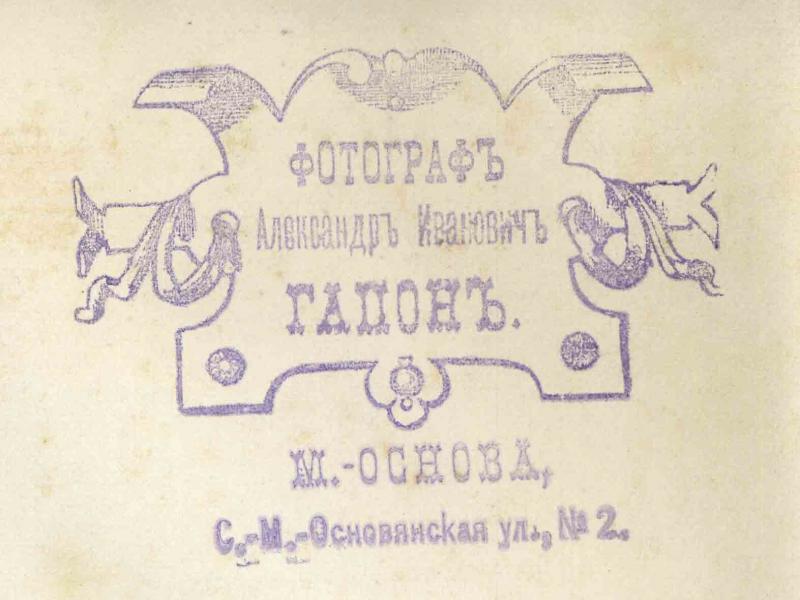 ФОТОГРАФЪ
Александръ Ивановичъ
ГАПОНЪ.
М.-ОСНОВА,
С.-М.-Основянская ул., № 2.